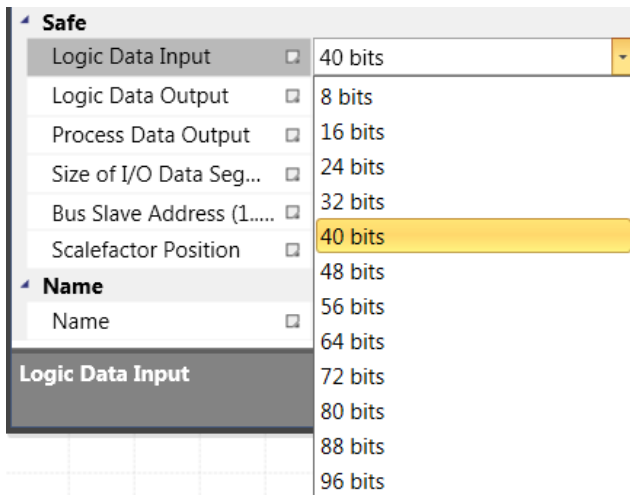 Safe
Logic Data Input 40 bits
Logic Data Output 8 bits
Process Data Output 16 bits
Size of I/O Data Seg... 24 bits
Bus Slave Address (1..... 32 bits
Scalefactor Position 40 bits
Name 48 bits
Name 56 bits
64 bits
Logic Data Input 72 bits
80 bits
88 bits
96 bits